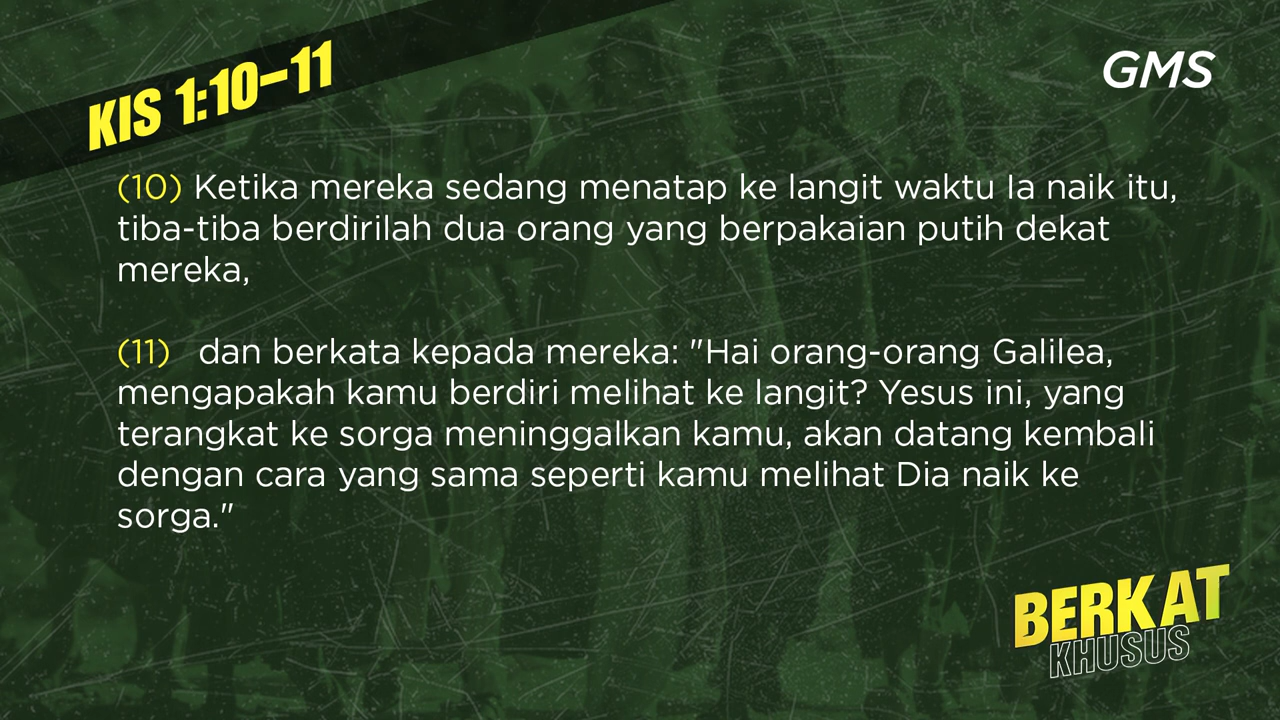 KIS 1:10–11
GMS
(10) Ketika mereka sedang menatap ke langit waktu Ia naik itu,
tiba-tiba berdirilah dua orang yang berpakaian putih dekat
mereka,
(11) dan berkata kepada mereka: "Hai orang-orang Galilea,
mengapakah kamu berdiri melihat ke langit? Yesus ini, yang
terangkat ke sorga meninggalkan kamu, akan datang kembali
dengan cara yang sama seperti kamu melihat Dia naik ke
sorga."
BERKAT
KHUSUS